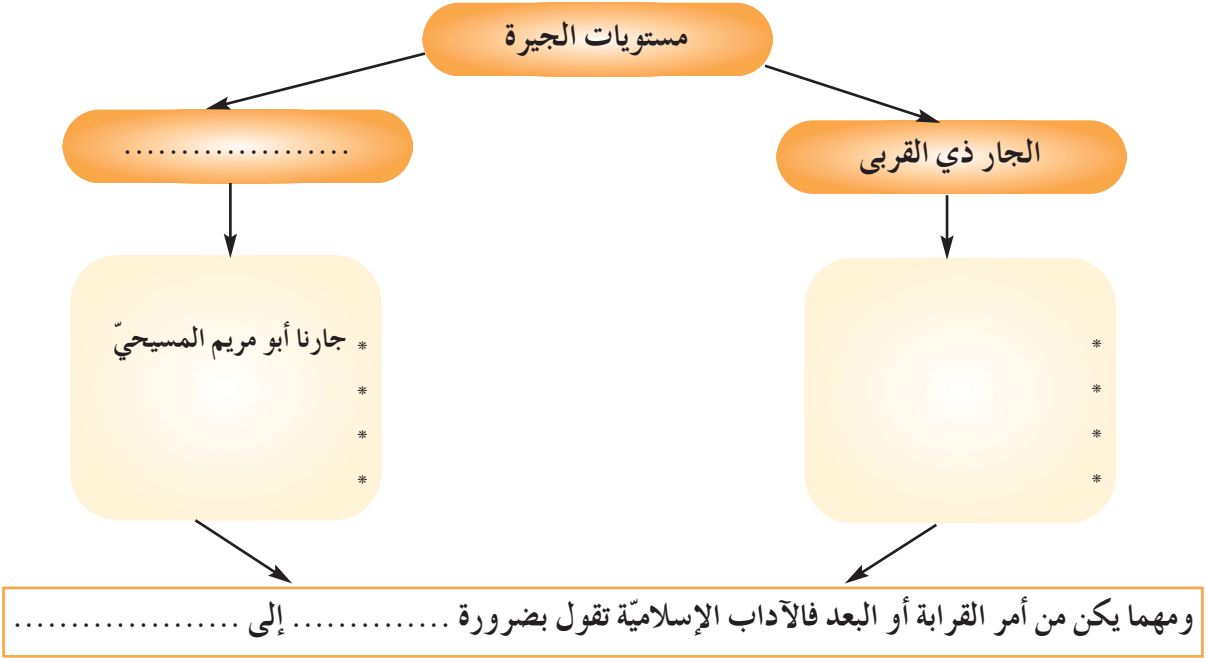 مستويات الجيرة
الجار ذي القربى
....................
*
*
*
*
* جارنا أبو مريم المسيحيّ
*
*
*
ومهما يكن من أمر القرابة أو البعد فالآداب الإسلاميّة تقول بضرورة .............. إلى ....................